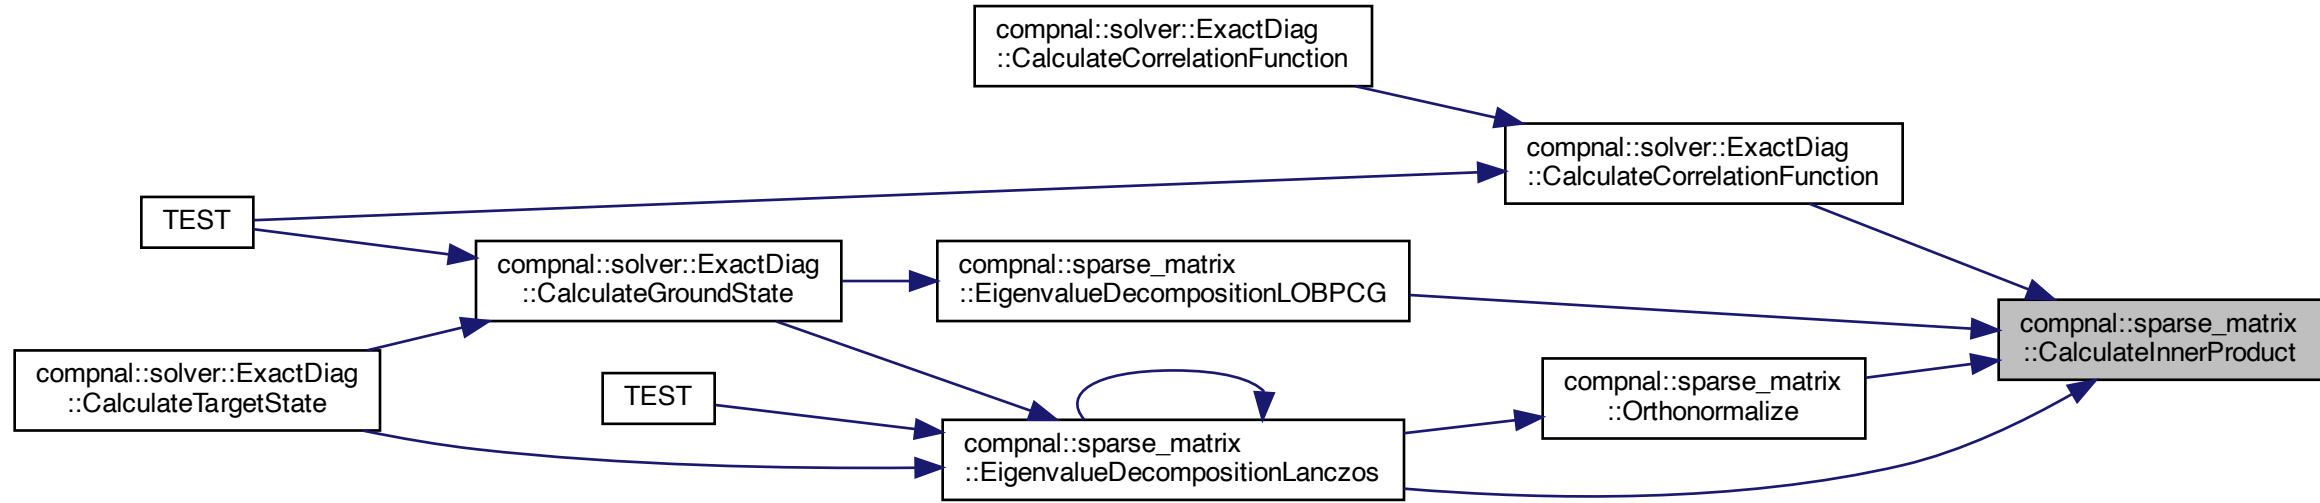 compnal::solver::ExactDiag
::CalculateCorrelationFunction
compnal::solver::ExactDiag
::CalculateCorrelationFunction
TEST
compnal::solver::ExactDiag
::CalculateGroundState
compnal::sparse_matrix
::EigenvalueDecompositionLOBPCG
compnal::sparse_matrix
::CalculateInnerProduct
compnal::solver::ExactDiag
::CalculateTargetState
TEST
compnal::sparse_matrix
::Orthonormalize
compnal::sparse_matrix
::EigenvalueDecompositionLanczos